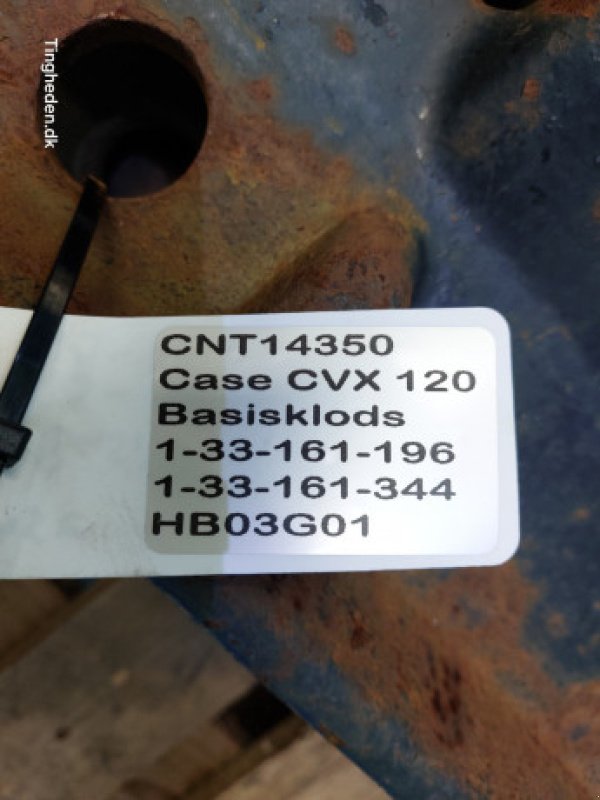 Tingheden.dk
CNT14350
Case CVX 120
Basisklods
1-33-161-196
1-33-161-344
HB03G01